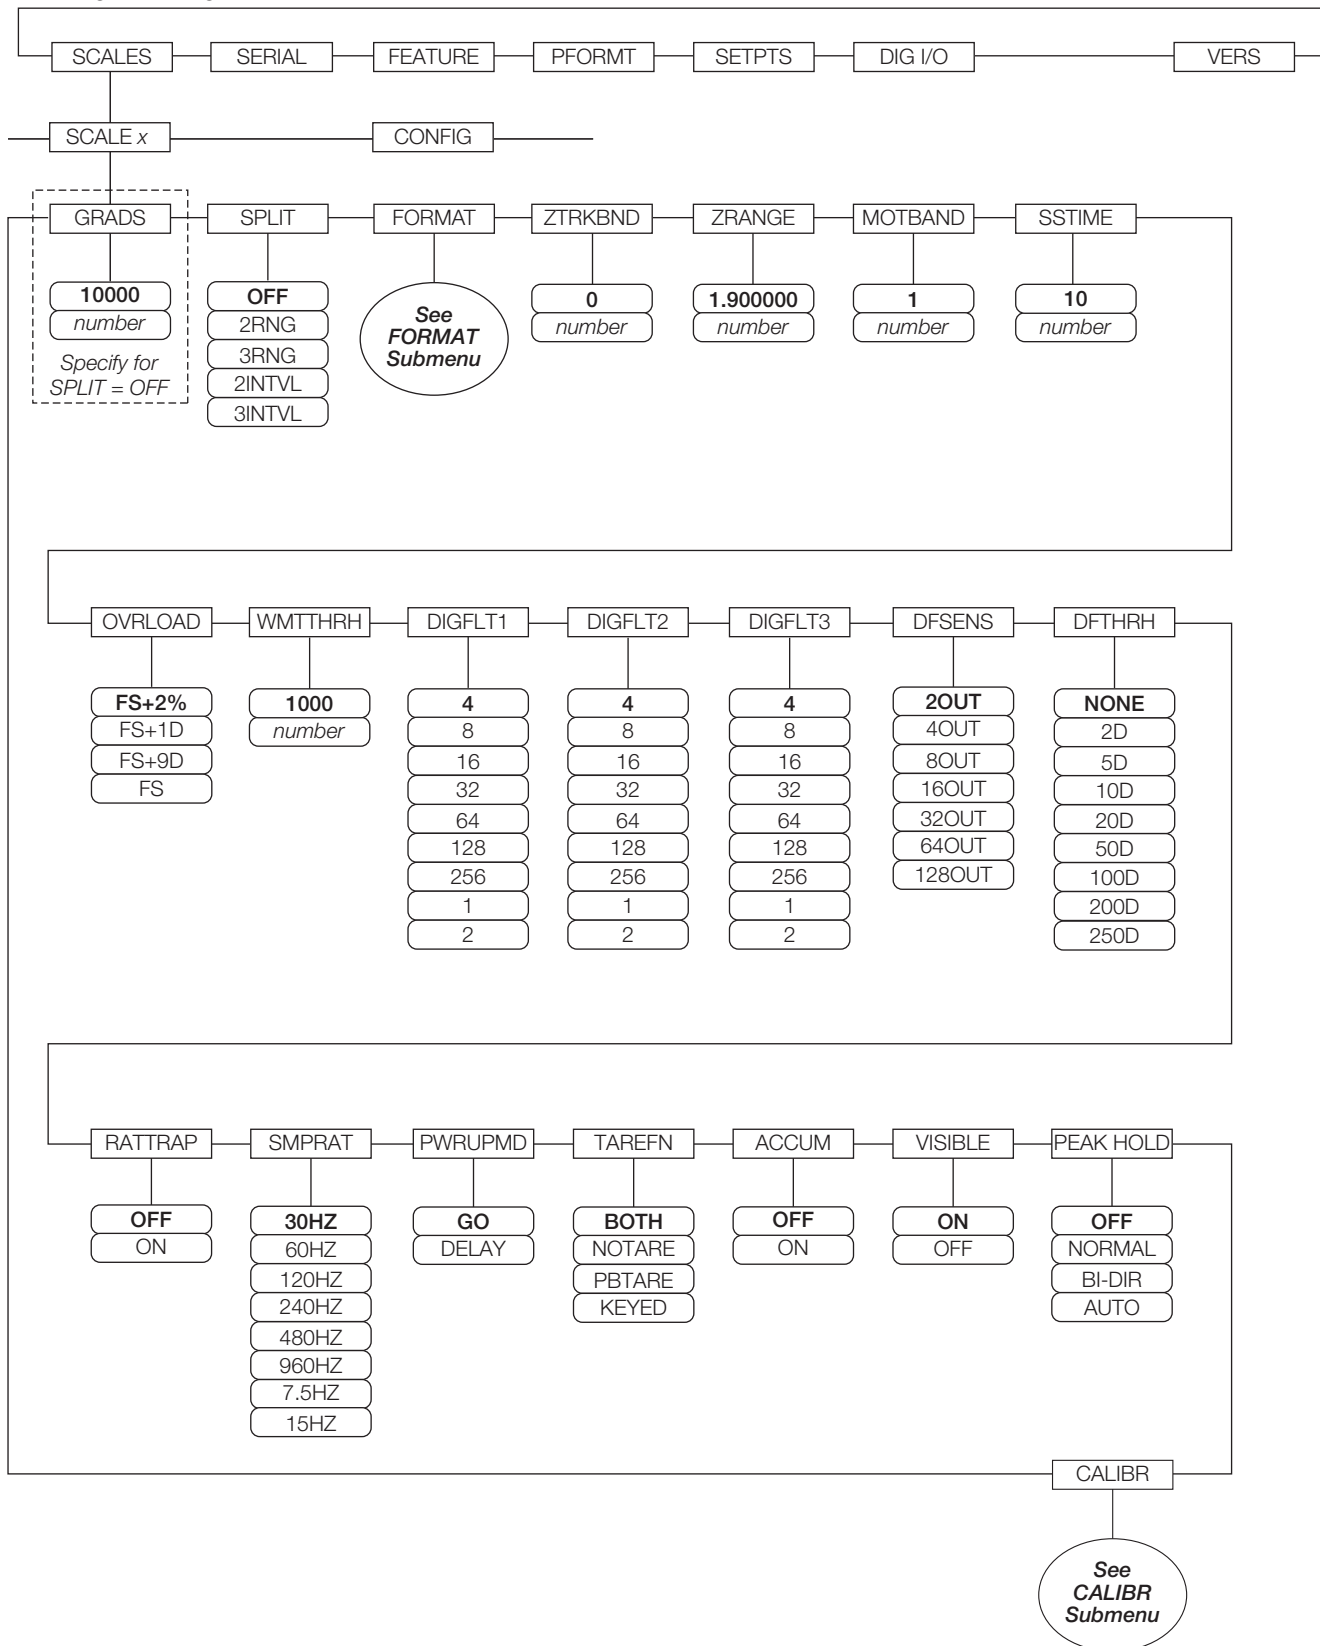 SCALES SERIAL FEATURE PFORMT SETPTS DIG I/O VERS
SCALE x CONFIG
GRADS SPLIT FORMAT ZTRKBND ZRANGE MOTBAND SSTIME
10000 OFF See 0 1.900000 1 10
number 2RNG FORMAT number number number number
Specify for 3RNG Submenu
SPLIT = OFF 2INTVL
3INTVL
OVRLOAD WMTTHRH DIGFLT1 DIGFLT2 DIGFLT3 DFSENS DFTHRH
FS+2% 1000 4 4 4 2OUT NONE
FS+1D number 8 8 8 4OUT 2D
FS+9D 16 16 16 8OUT 5D
FS 32 32 32 16OUT 10D
64 64 64 32OUT 20D
128 128 128 64OUT 50D
256 256 256 128OUT 100D
1 1 1 200D
2 2 2 250D
RATTRAP SMPRAT PWRUPMD TAREFN ACCUM VISIBLE PEAK HOLD
OFF 30HZ GO BOTH OFF ON OFF
ON 60HZ DELAY NOTARE ON OFF NORMAL
120HZ PBTARE BI-DIR
240HZ KEYED AUTO
480HZ
960HZ
7.5HZ
15HZ
CALIBR
See
CALIBR
Submenu